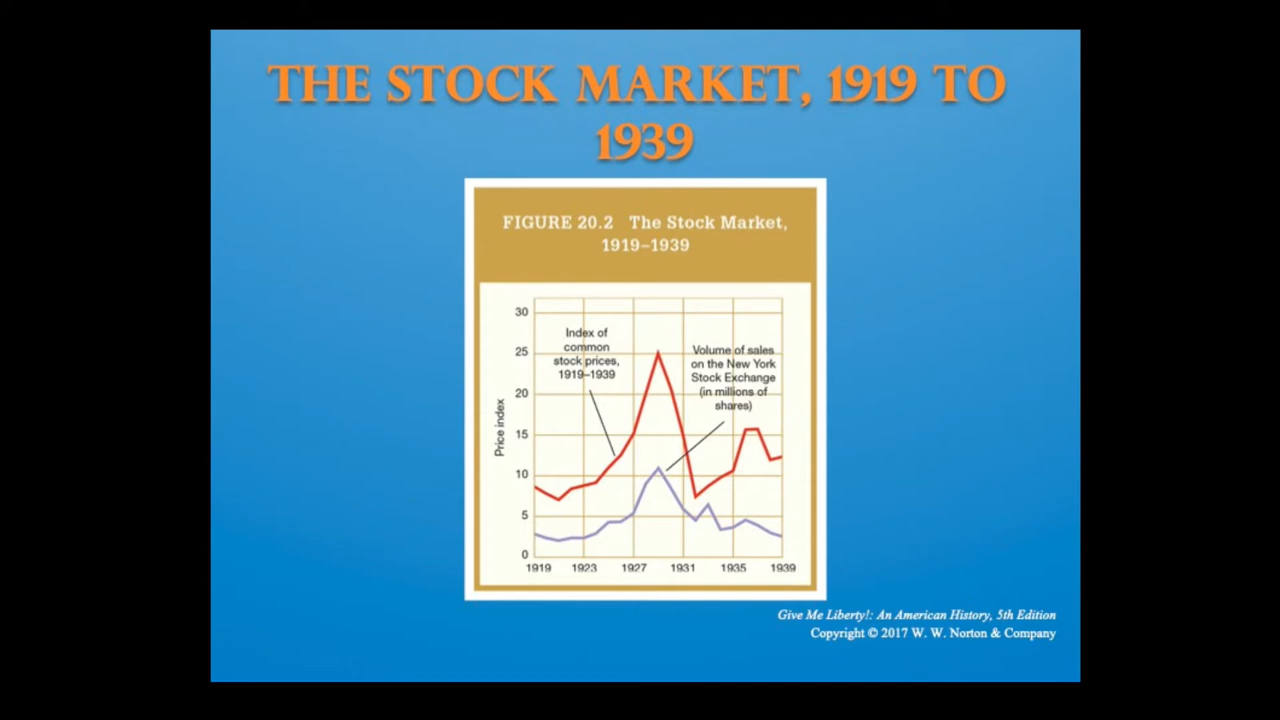 THE STOCK MARKET, 1919 TO
1939
FIGURE 20.2 The Stock Market,
1919–1939
30
25
20
15
10
5
0
Price index
Index of
common
stock prices,
1919–1939
Volume of sales
on the New York
Stock Exchange
(in millions of
shares)
1919 1923 1927 1931 1935 1939
Give Me Liberty!: An American History, 5th Edition
Copyright © 2017 W. W. Norton & Company